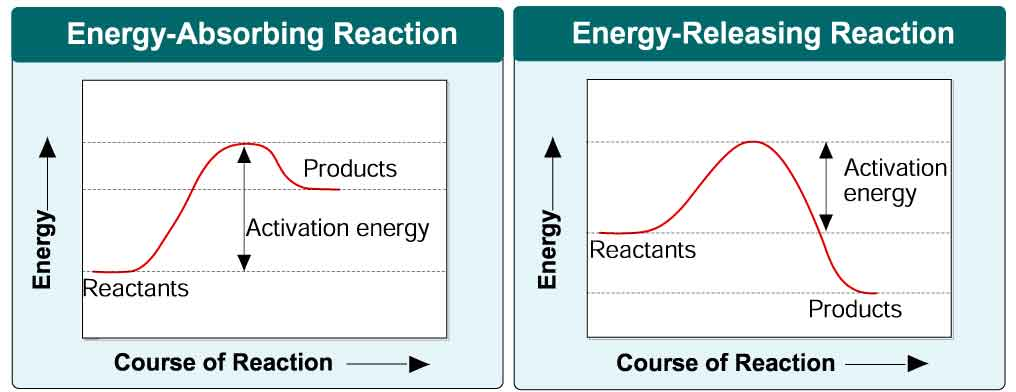 Energy-Absorbing Reaction
Energy
Products
Activation energy
Reactants
Course of Reaction
Energy-Releasing Reaction
Energy
Activation
energy
Reactants
Products
Course of Reaction